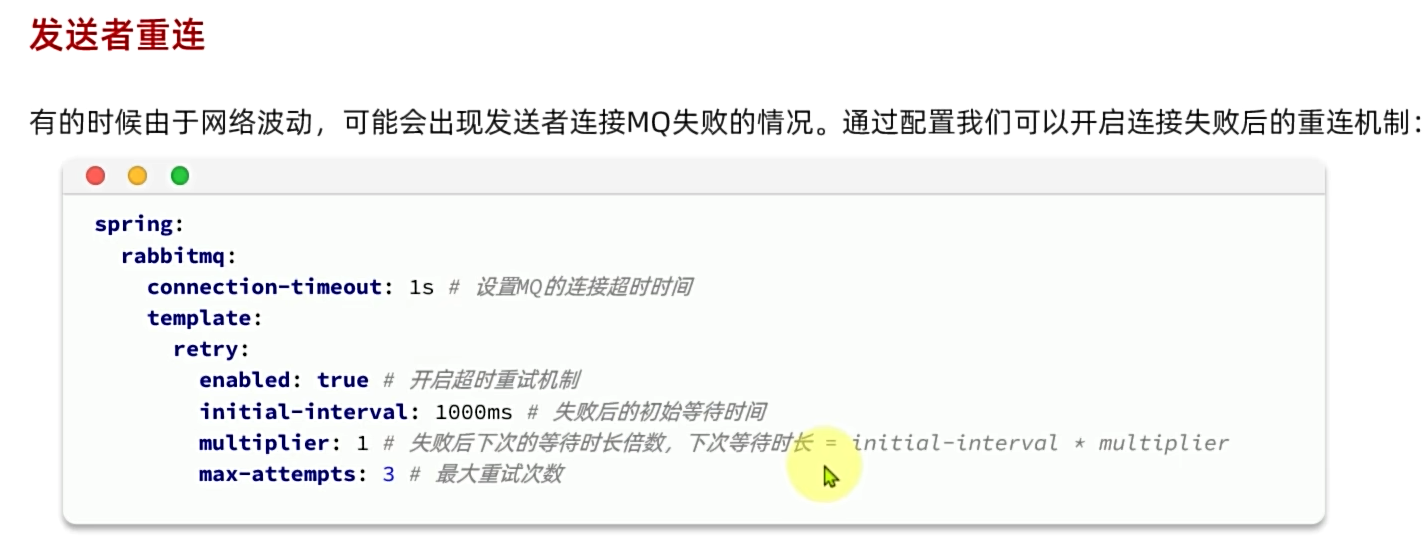 发送者重连
有的时候由于网络波动，可能会出现发送者连接MQ失败的情况。通过配置我们可以开启连接失败后的重连机制：
spring:
  rabbitmq:
    connection-timeout: 1s # 设置MQ的连接超时时间
    template:
      retry:
        enabled: true # 开启超时重试机制
        initial-interval: 1000ms # 失败后的初始等待时间
        multiplier: 1 # 失败后下次的等待时长倍数，下次等待时长 = initial-interval * multiplier
        max-attempts: 3 # 最大重试次数